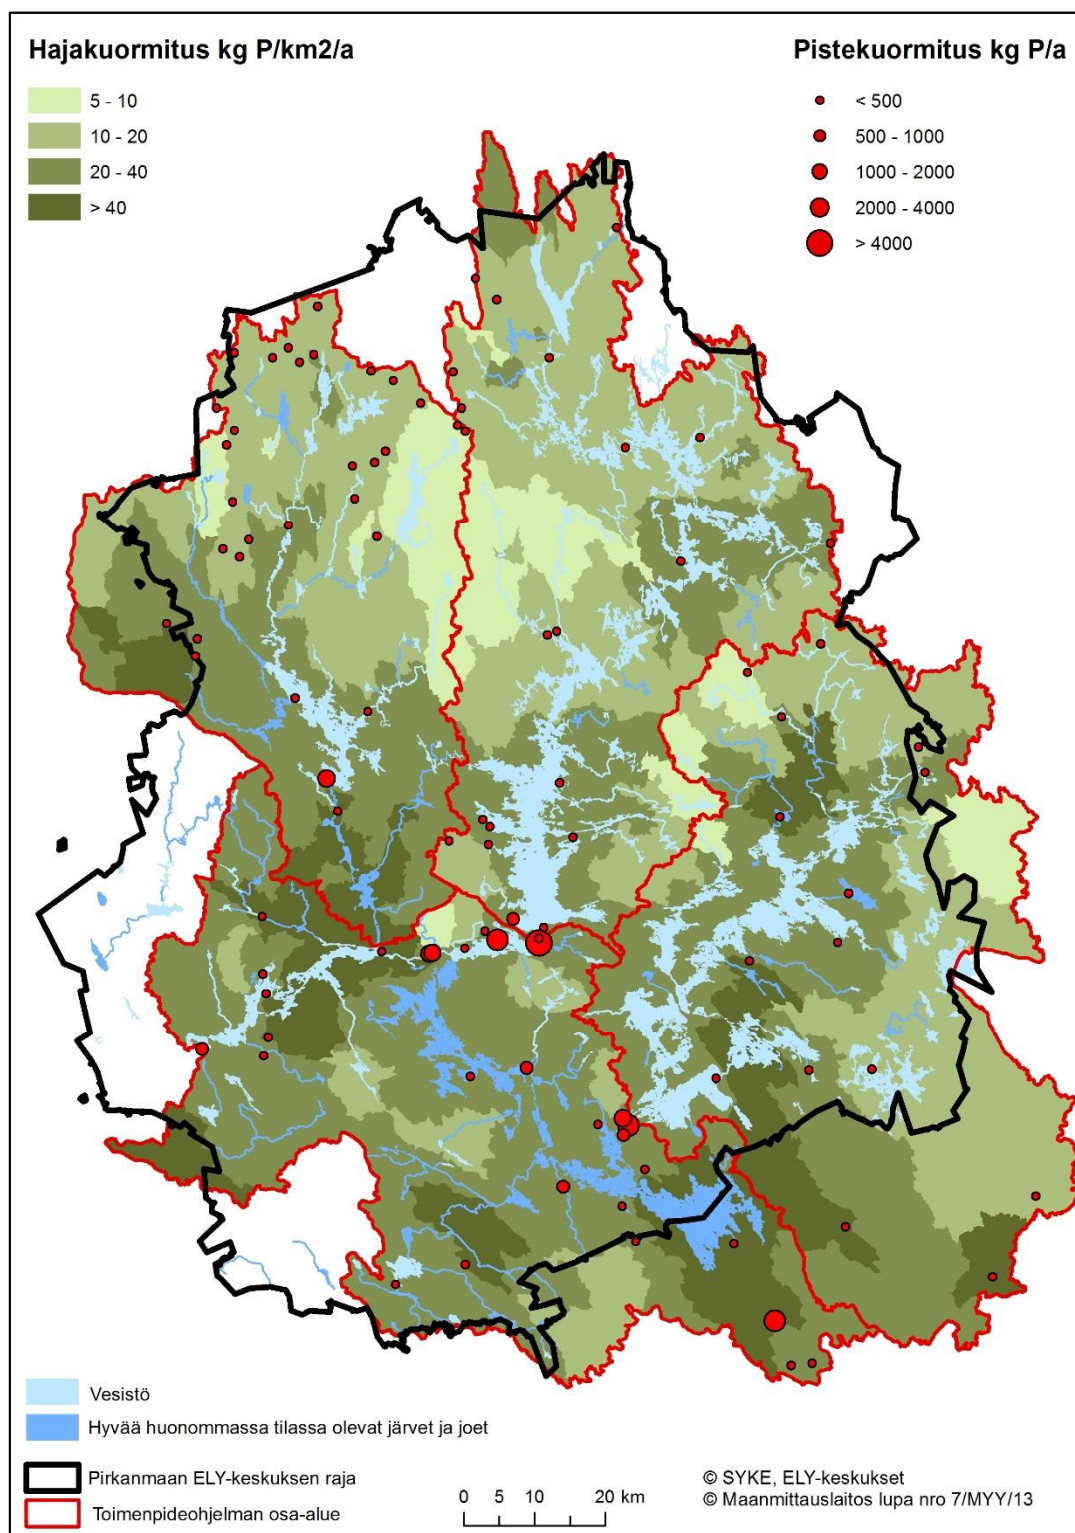 Hajakuormitus kg P/km2/a
5 - 10
10 - 20
20 - 40
> 40
Pistekuormitus kg P/a
< 500
500 - 1000
1000 - 2000
2000 - 4000
> 4000
Vesistö
Hyvää huonommassa tilassa olevat järvet ja joet
Pirkanmaan ELY-keskuksen raja
Toimenpideohjelman osa-alue
0 5 10 20 km
© SYKE, ELY-keskukset
© Maanmittauslaitos lupa nro 7/MYY/13